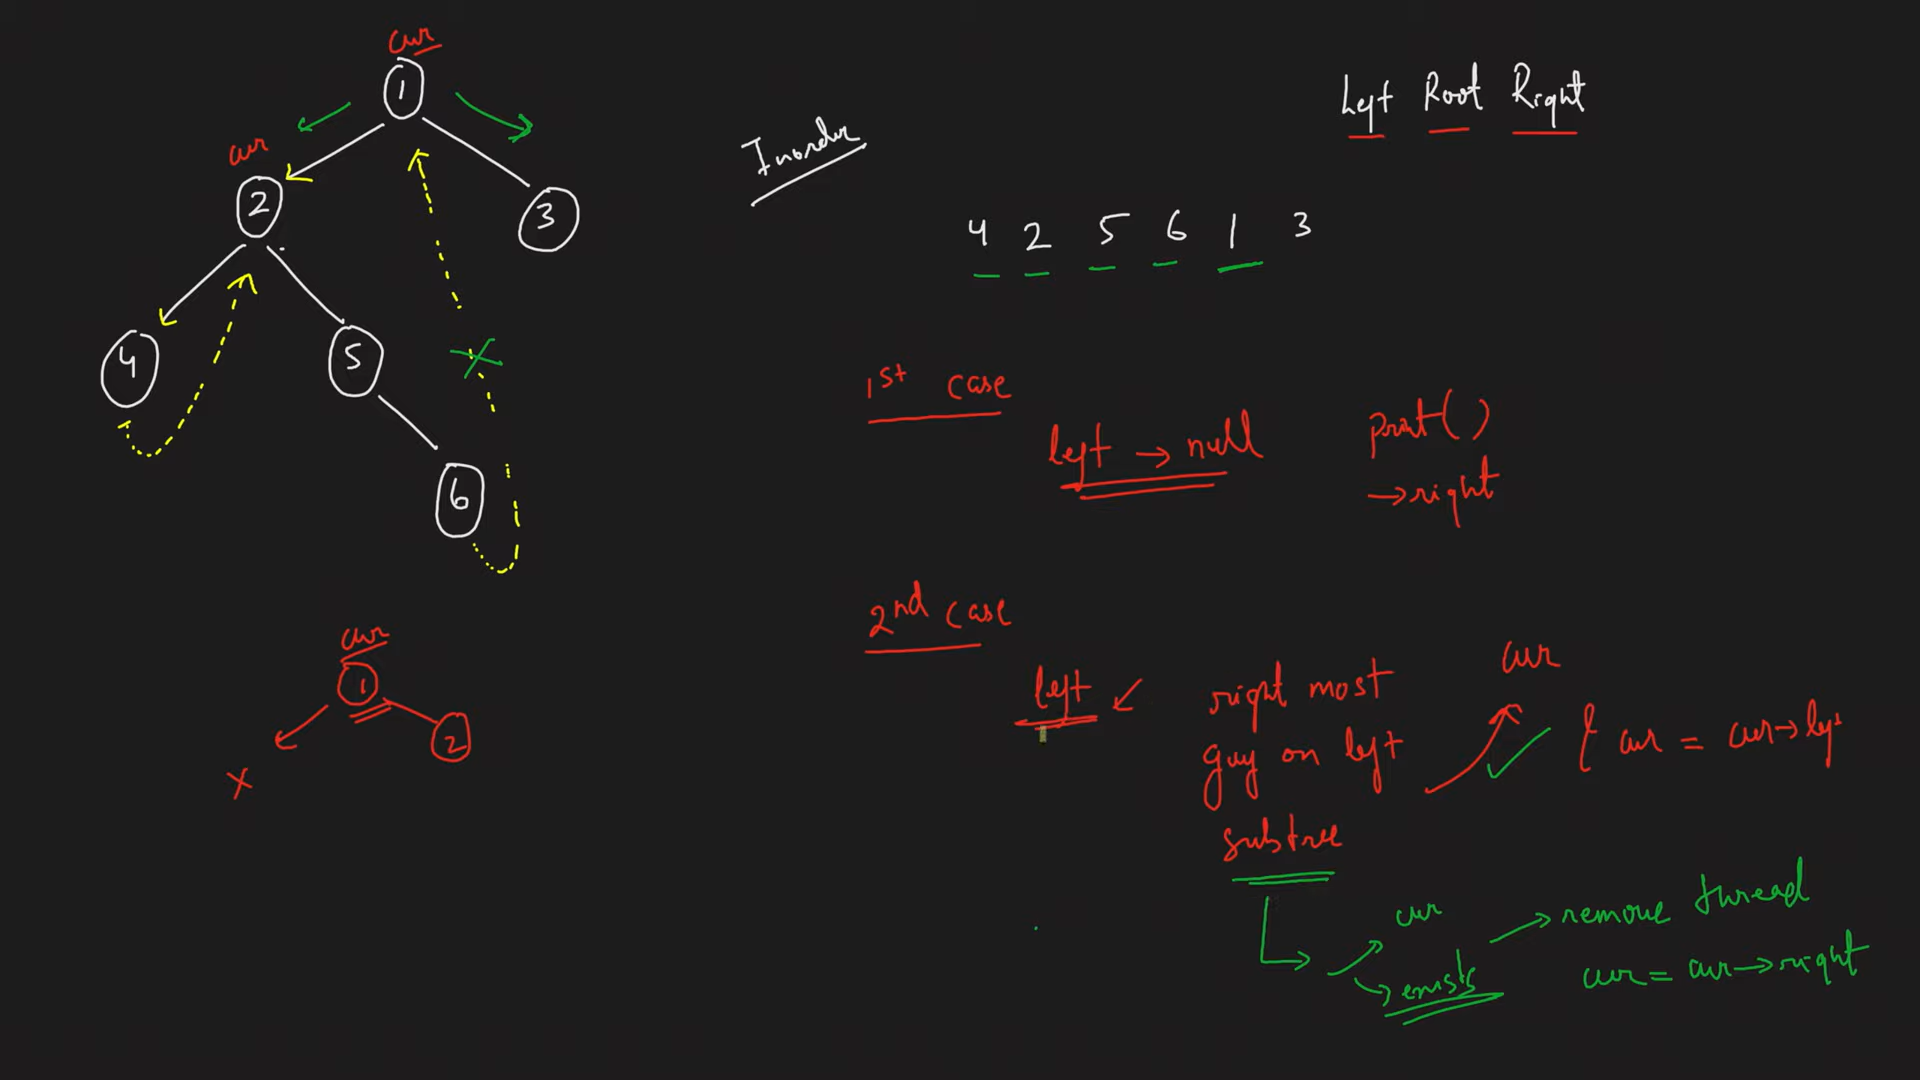 cur
1
cur
2
3
4
5
6
Inorder
Left Root Right
4 2 5 6 1 3
1st case
left → null
print()
→ right
2nd case
left
right most
guy on left
subtree
cur
{ cur = cur → lef
cur
exists
→ remove thread
cur = cur → right
cur
1
2
X